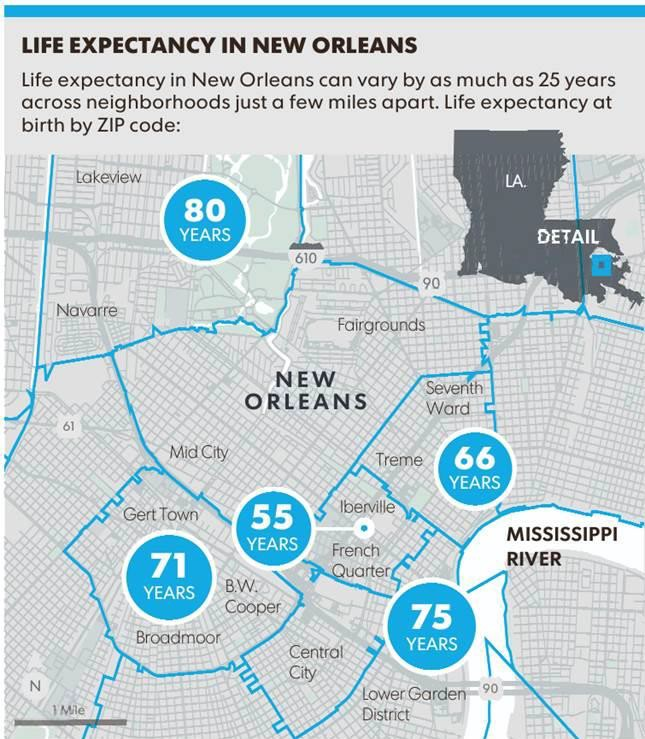 LIFE EXPECTANCY IN NEW ORLEANS
Life expectancy in New Orleans can vary by as much as 25 years
across neighborhoods just a few miles apart. Life expectancy at
birth by ZIP code:
Lakeview
LA.
80
YEARS
DETAIL
610
90
Navarre
Fairgrounds
NEW
ORLEANS
Seventh
Ward
61
Mid City
Treme
66
YEARS
Iberville
Gert Town
55
YEARS
MISSISSIPPI
RIVER
French
Quarter
71
YEARS
B.W.
Cooper
75
YEARS
Broadmoor
Central
City
N
90
Lower Garden
District
1 Mile